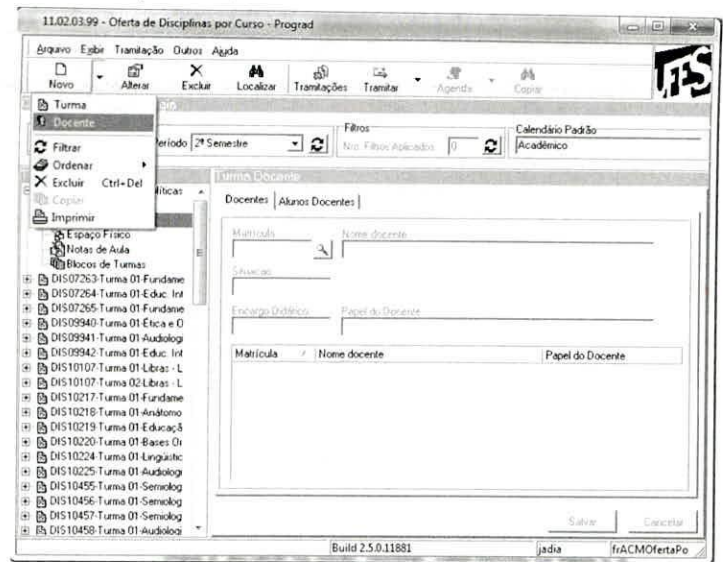 11.02.03.99 - Oferta de Disciplinas por Curso - Prograd
Arquivo Exibir Tramitação Outros Ajuda
Novo Alterar Excluir Localizar Tramitações Tramitar Agenda Copiar
UFES
Turma
Docente
Filtrar
Ordenar
Excluir Ctrl+Del
Copiar
Imprimir
Período 2º Semestre
Filtros
Nro. Filtros Aplicados 0
Calendário Padrão
Acadêmico
líticas
Espaço Físico
Notas de Aula
Blocos de Turmas
DIS07263-Turma 01-Fundame
DIS07264-Turma 01-Educ. Int
DIS07265-Turma 01-Fundame
DIS09940-Turma 01-Ética e O
DIS09941-Turma 01-Audiologi
DIS09942-Turma 01-Educ. Int
DIS10107-Turma 01-Libras - L
DIS10107-Turma 02-Libras - L
DIS10217-Turma 01-Fundame
DIS10218-Turma 01-Anátomo
DIS10219-Turma 01-Educaçã
DIS10220-Turma 01-Bases Or
DIS10224-Turma 01-Lingüístic
DIS10225-Turma 01-Audiologi
DIS10455-Turma 01-Semiolog
DIS10456-Turma 01-Semiolog
DIS10457-Turma 01-Semiolog
DIS10458-Turma 01-Audiologi
Turma Docente
Docentes Alunos Docentes
Matrícula Nome docente
Situação
Encargo Didático Papel do Docente
Matrícula Nome docente Papel do Docente
Salvar Cancelar
Build 2.5.0.11881 jadia frACMOfertaPo